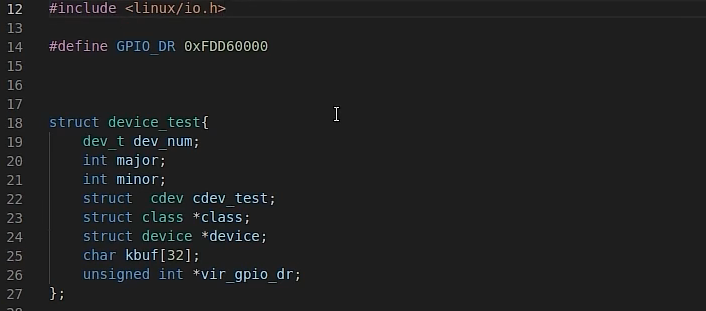 12 #include <linux/io.h>
13
14 #define GPIO_DR 0xFDD60000
15
16
17
18 struct device_test{
19 dev_t dev_num;
20 int major;
21 int minor;
22 struct  cdev cdev_test;
23 struct class *class;
24 struct device *device;
25 char kbuf[32];
26 unsigned int *vir_gpio_dr;
27 };